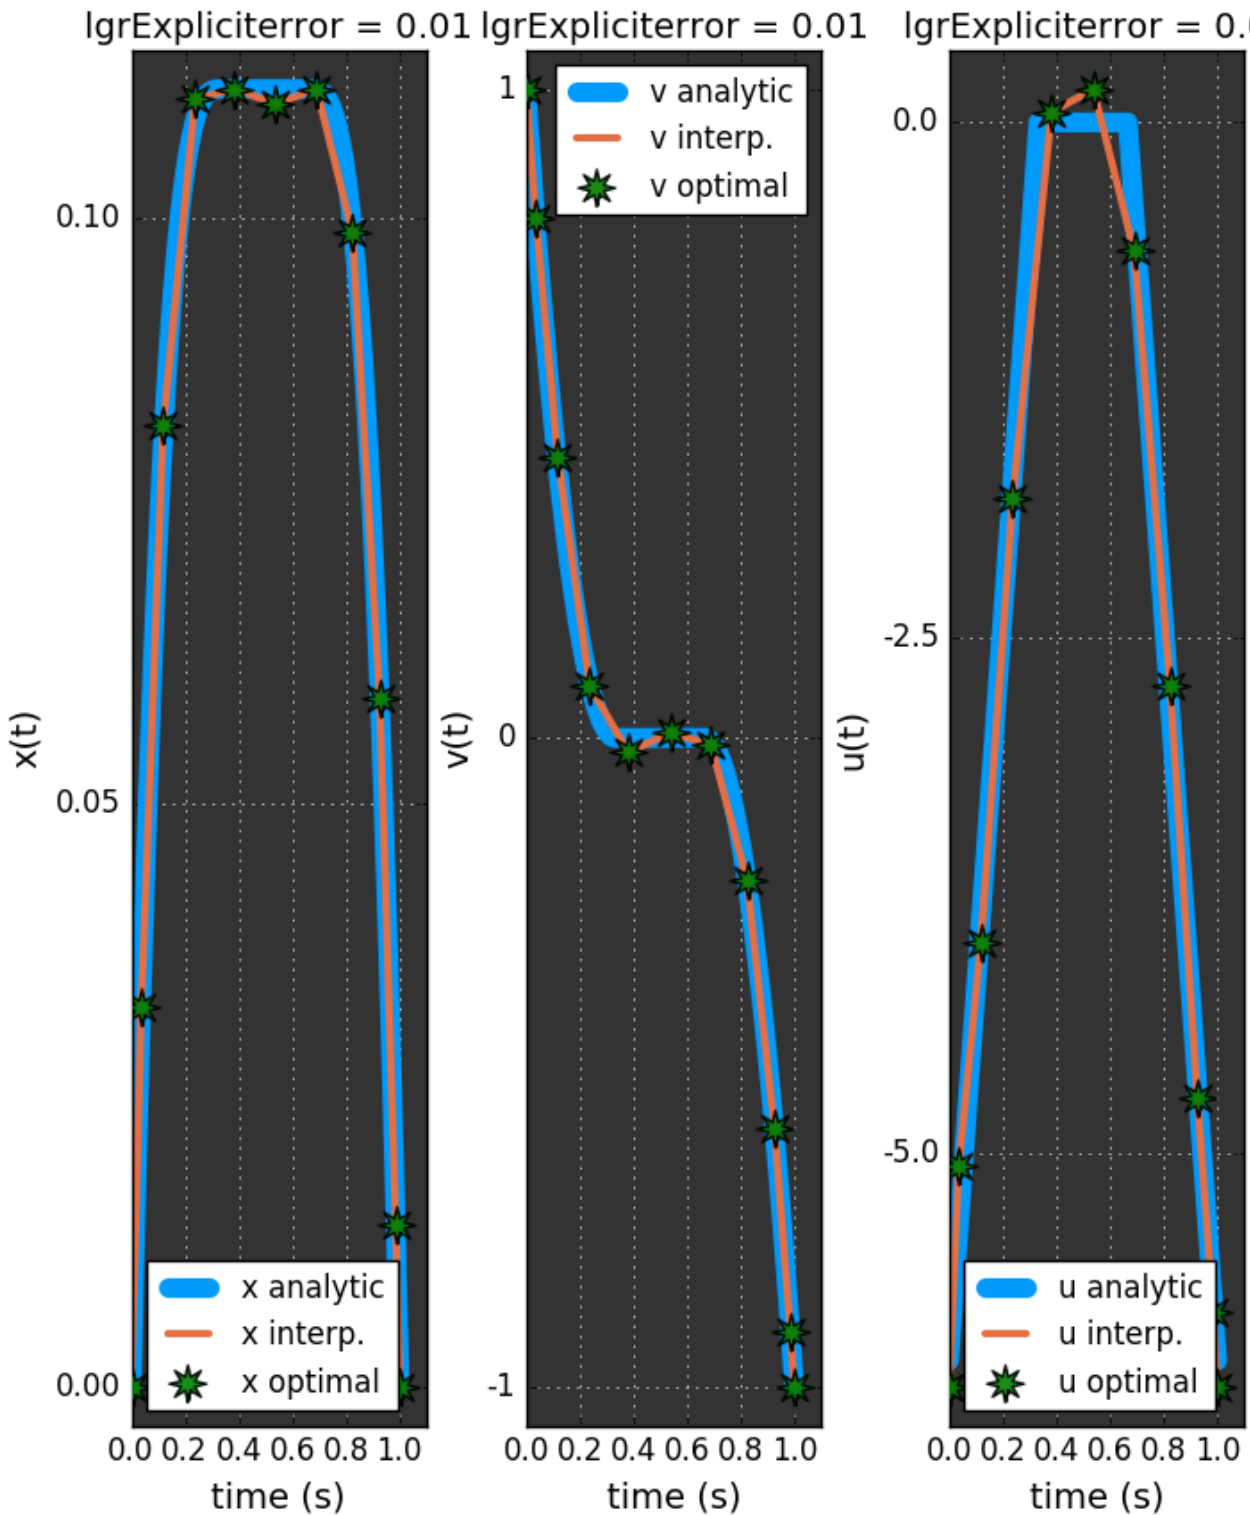 lgrExpliciterror = 0.01
x(t)
0.10
0.05
0.00
x analytic
x interp.
x optimal
0.0 0.2 0.4 0.6 0.8 1.0
time (s)
lgrExpliciterror = 0.01
v(t)
1
0
-1
v analytic
v interp.
v optimal
0.0 0.2 0.4 0.6 0.8 1.0
time (s)
lgrExpliciterror = 0.0
u(t)
0.0
-2.5
-5.0
u analytic
u interp.
u optimal
0.0 0.2 0.4 0.6 0.8 1.0
time (s)